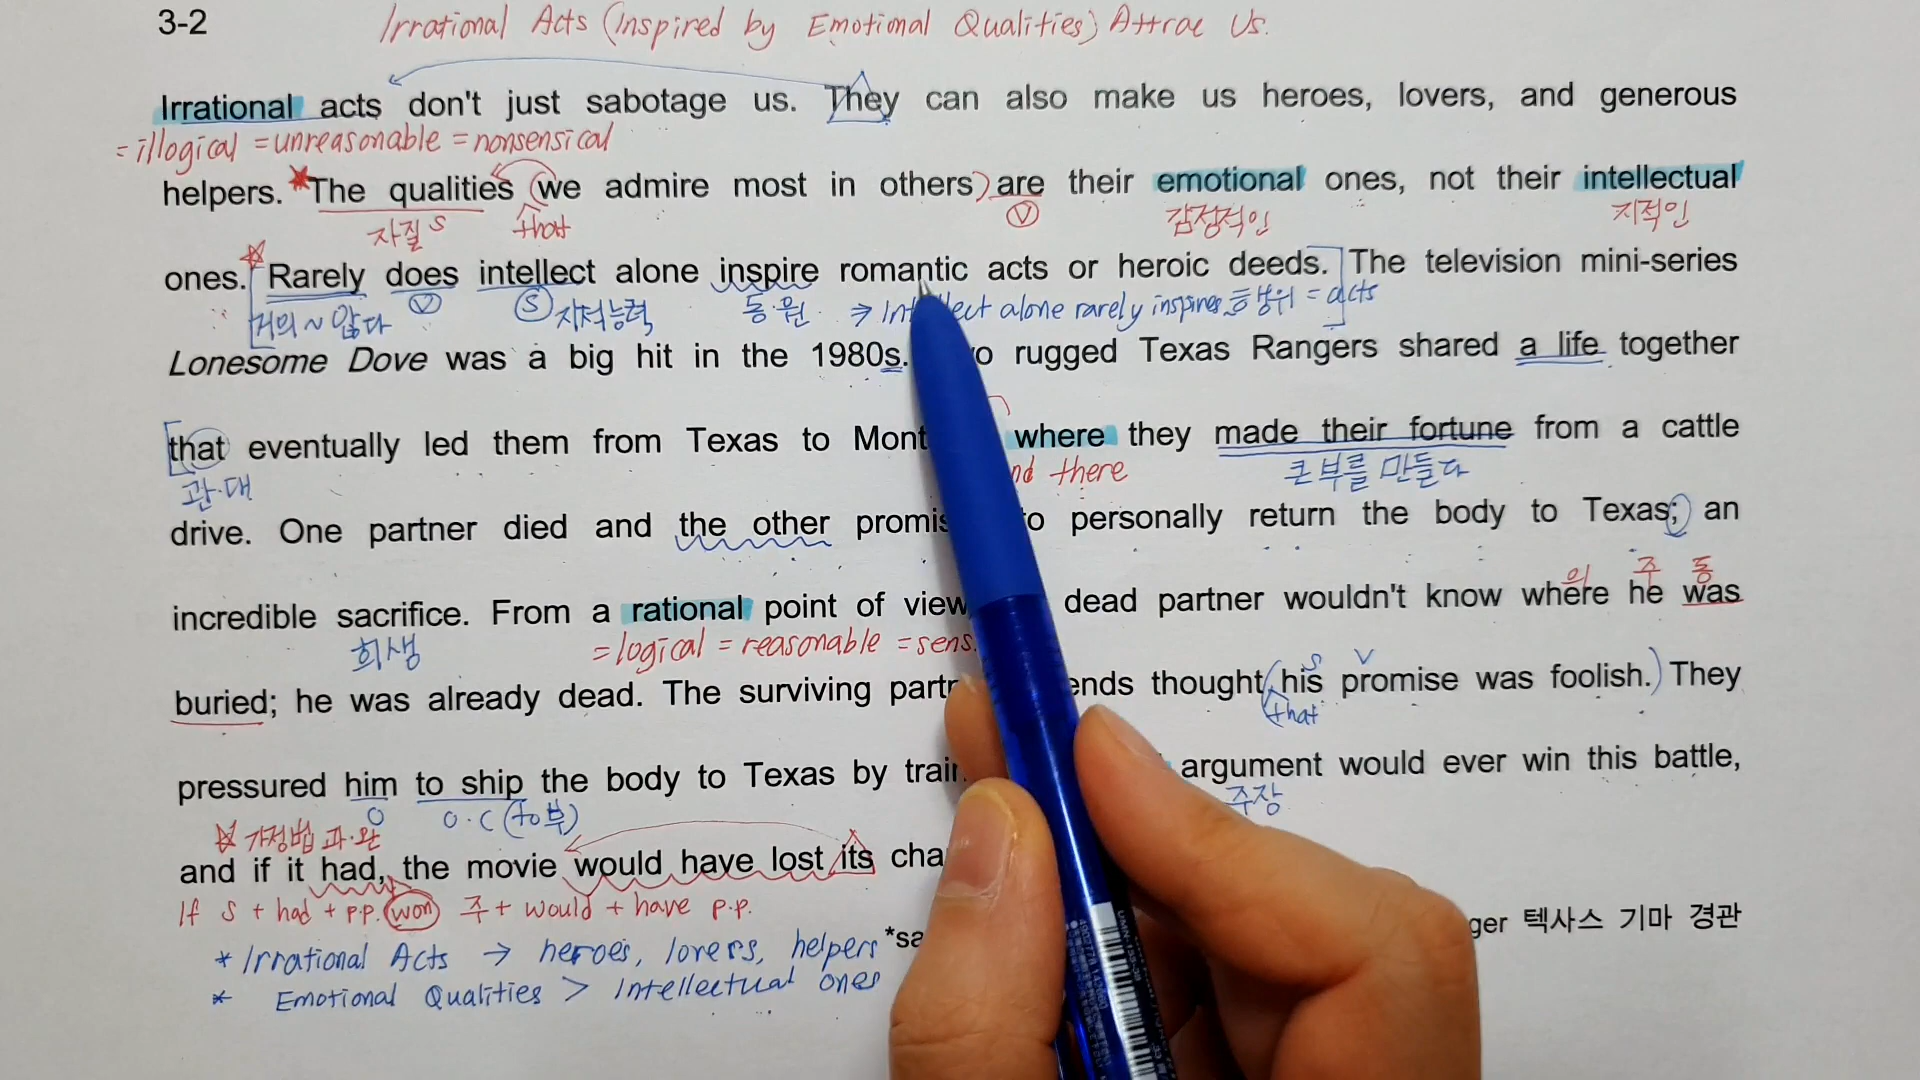 3-2
Irrational Acts (Inspired by Emotional Qualities) Attrac Us.
Irrational acts don't just sabotage us. They can also make us heroes, lovers, and generous
= illogical = unreasonable = nonsensical
helpers. *The qualities (we admire most in others) are their emotional ones, not their intellectual
자질 S that V 감정적인 지적인
ones. [Rarely does intellect alone inspire romantic acts or heroic deeds.] The television mini-series
거의 ~ 않다 V S 지적능력 동·원 ⇒ alone rarely inspires 행위 = acts
Lonesome Dove was a big hit in the 1980s. rugged Texas Rangers shared a life together
[that eventually led them from Texas to where they made their fortune from a cattle
관·대 there 큰 부를 만들다
drive. One partner died and the other to personally return the body to Texas; an
의 주 동
incredible sacrifice. From a rational point of view dead partner wouldn't know where he was
희생 = logical = reasonable =
S V
buried; he was already dead. The surviving thought (his promise was foolish.) They
that
pressured him to ship the body to Texas by argument would ever win this battle,
O O·C (to부) 주장
가정법 과·완
and if it had, the movie would have lost its
If S + had + p.p. won 주 + would + have p.p.
텍사스 기마 경관
* Irrational Acts → heroes, lovers, helpers
* Emotional Qualities > Intellectual ones